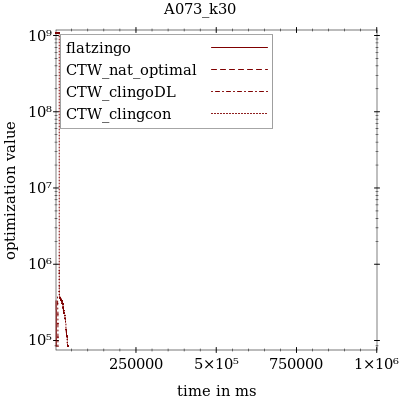 A073_k30
optimization value
10⁹
10⁸
10⁷
10⁶
10⁵
flatzingo
CTW_nat_optimal
CTW_clingoDL
CTW_clingcon
250000 5×10⁵ 750000 1×10⁶
time in ms